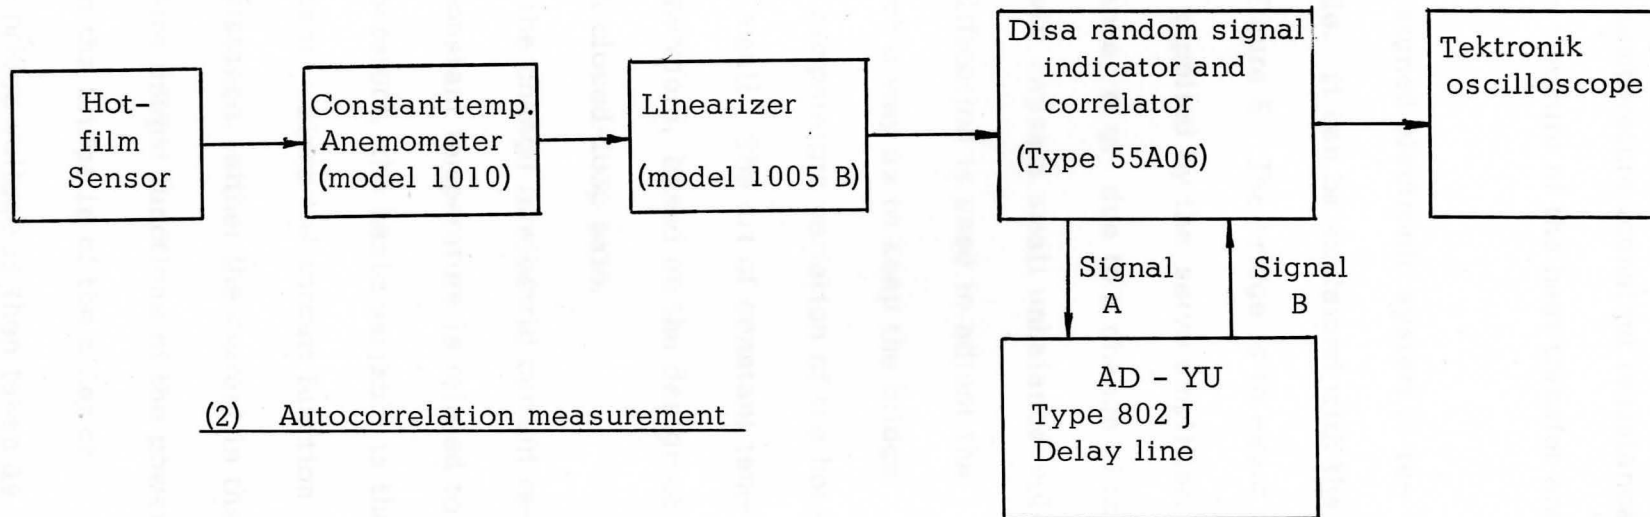 Hot-
film
Sensor
Constant temp.
Anemometer
(model 1010)
Linearizer
(model 1005 B)
Disa random signal
indicator and
correlator
(Type 55A06)
Tektronik
oscilloscope
Signal
A
Signal
B
AD - YU
Type 802 J
Delay line
(2) Autocorrelation measurement